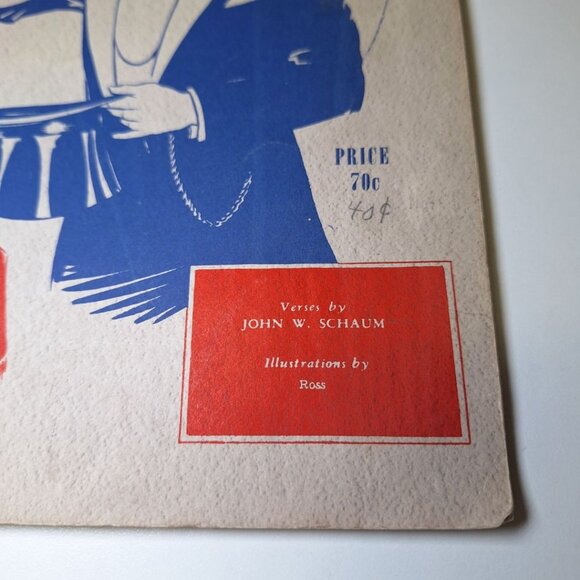 PRICE
70c
40¢
Verses by
JOHN W. SCHAUM
Illustrations by
Ross